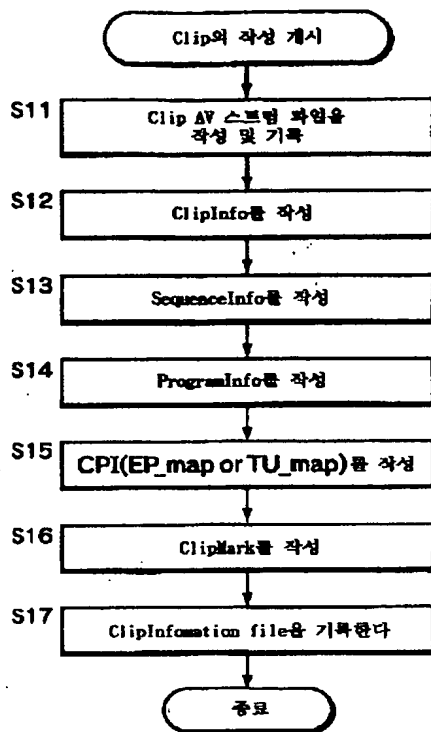 Clip의 작성 개시
S11
Clip AV 스트림 파일을
작성 및 기록
S12
ClipInfo를 작성
S13
SequenceInfo를 작성
S14
ProgramInfo를 작성
S15
CPI(EP_map or TU_map)를 작성
S16
ClipMark를 작성
S17
ClipInfomation file을 기록한다
종료